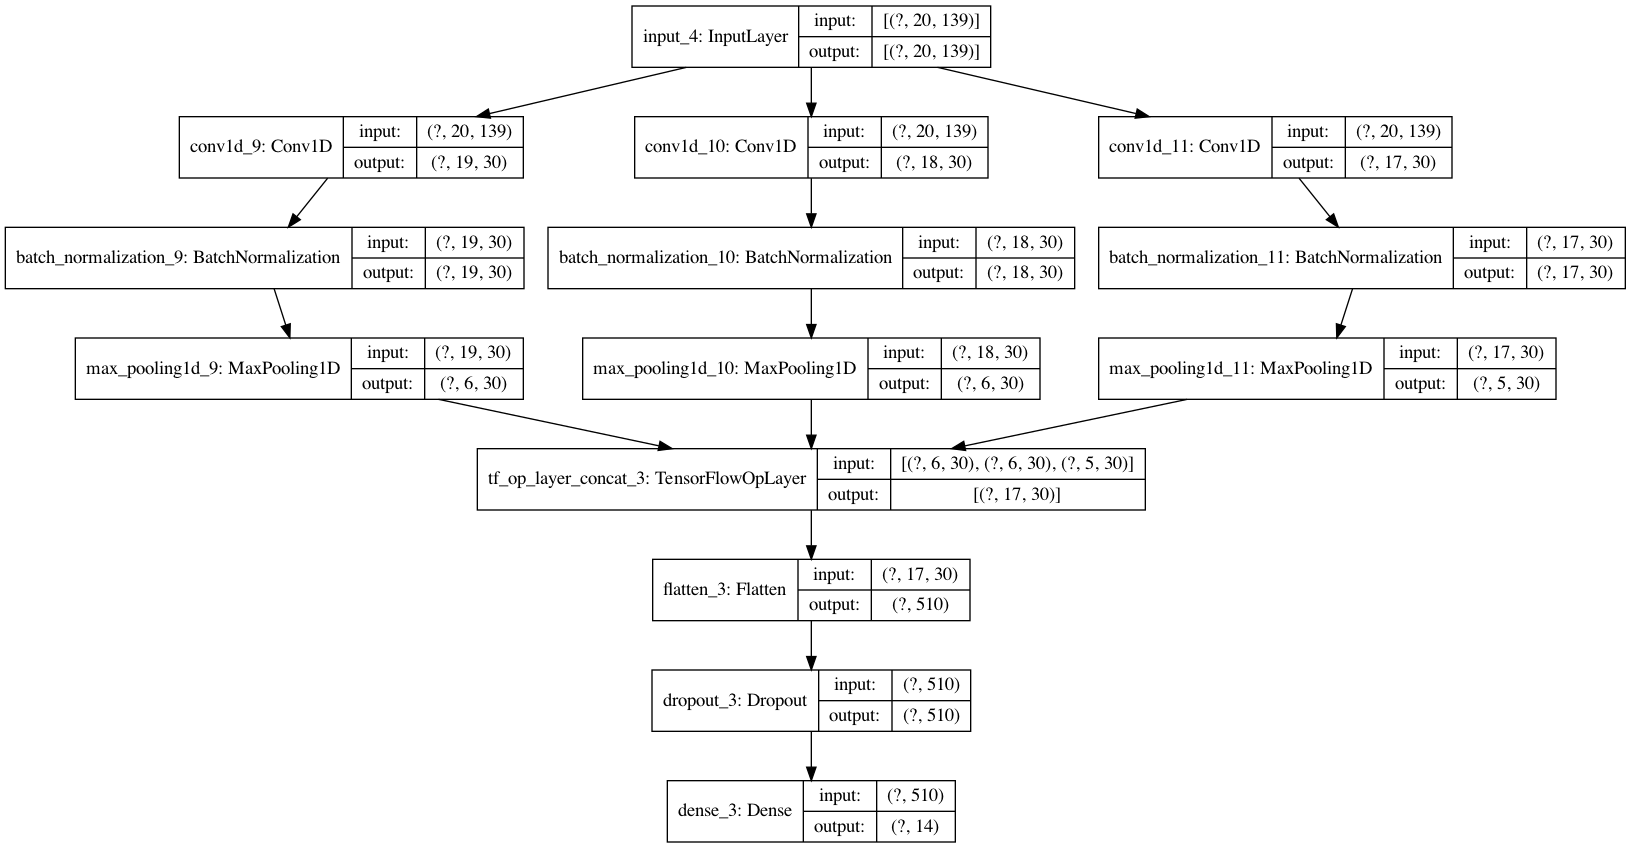 input_4: InputLayer
input: [(?, 20, 139)]
output: [(?, 20, 139)]
conv1d_9: Conv1D
input: (?, 20, 139)
output: (?, 19, 30)
conv1d_10: Conv1D
input: (?, 20, 139)
output: (?, 18, 30)
conv1d_11: Conv1D
input: (?, 20, 139)
output: (?, 17, 30)
batch_normalization_9: BatchNormalization
input: (?, 19, 30)
output: (?, 19, 30)
batch_normalization_10: BatchNormalization
input: (?, 18, 30)
output: (?, 18, 30)
batch_normalization_11: BatchNormalization
input: (?, 17, 30)
output: (?, 17, 30)
max_pooling1d_9: MaxPooling1D
input: (?, 19, 30)
output: (?, 6, 30)
max_pooling1d_10: MaxPooling1D
input: (?, 18, 30)
output: (?, 6, 30)
max_pooling1d_11: MaxPooling1D
input: (?, 17, 30)
output: (?, 5, 30)
tf_op_layer_concat_3: TensorFlowOpLayer
input: [(?, 6, 30), (?, 6, 30), (?, 5, 30)]
output: [(?, 17, 30)]
flatten_3: Flatten
input: (?, 17, 30)
output: (?, 510)
dropout_3: Dropout
input: (?, 510)
output: (?, 510)
dense_3: Dense
input: (?, 510)
output: (?, 14)